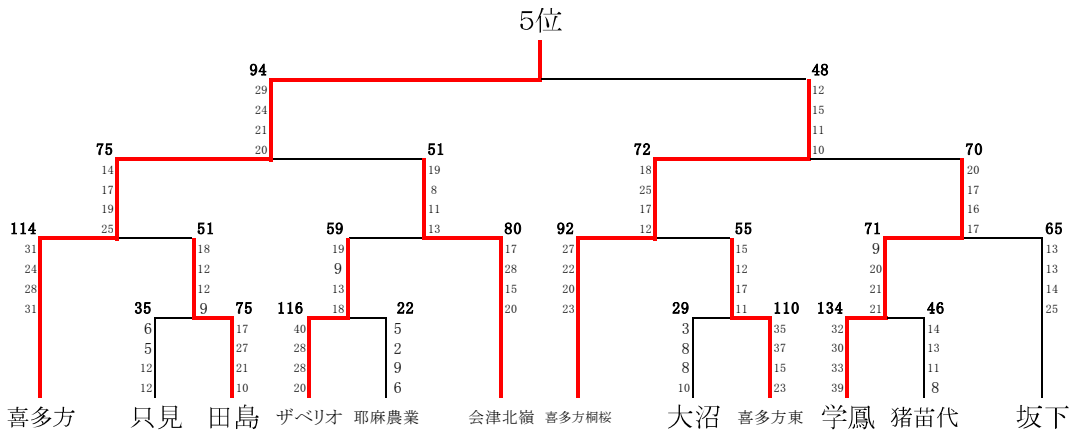 5位
94 48
29 12
24 15
21 11
20 10
75 51 72 70
14 19 18 20
17 8 25 17
19 11 17 16
25 13 12 17
114 51 59 80 92 55 71 65
31 18 19 17 27 15 9 13
24 12 9 28 22 12 20 13
28 12 13 15 20 17 21 14
31 9 18 20 23 11 21 25
35 75 116 22 29 110 134 46
6 17 40 5 3 35 32 14
5 27 28 2 8 37 30 13
12 21 28 9 8 15 33 11
12 10 20 6 10 23 39 8
喜多方 只見 田島 ザベリオ 耶麻農業 会津北嶺 喜多方桐桜 大沼 喜多方東 学鳳 猪苗代 坂下